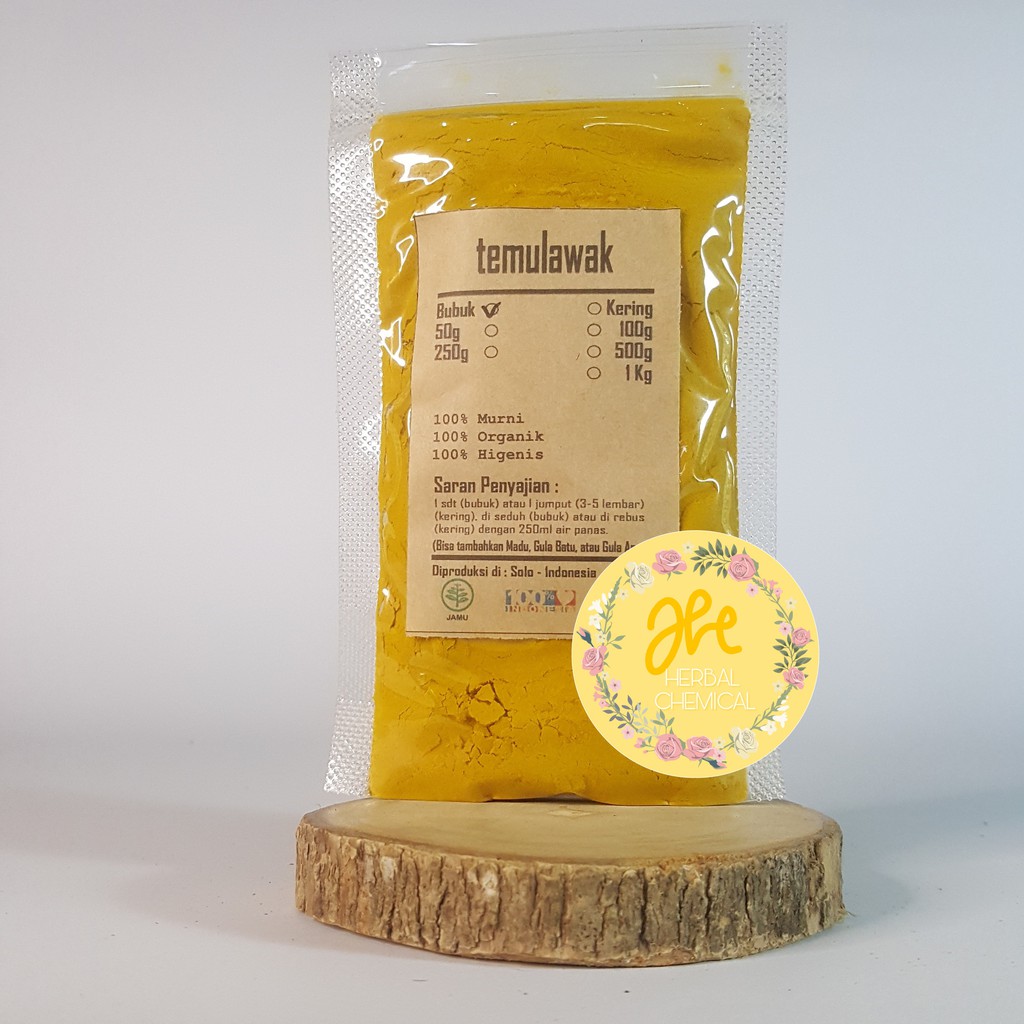 temulawak
Bubuk Kering
50g 100g
250g 500g
1 Kg
100% Murni
100% Organik
100% Higenis
Saran Penyajian :
1 sdt (bubuk) atau 1 jumput (3-5 lembar)
(kering), di seduh (bubuk) atau di rebus
(kering) dengan 250ml air panas.
(Bisa tambahkan Madu, Gula Batu, atau Gula
Diproduksi di : Solo - Indonesia
JAMU
100%
HERBAL
CHEMICAL